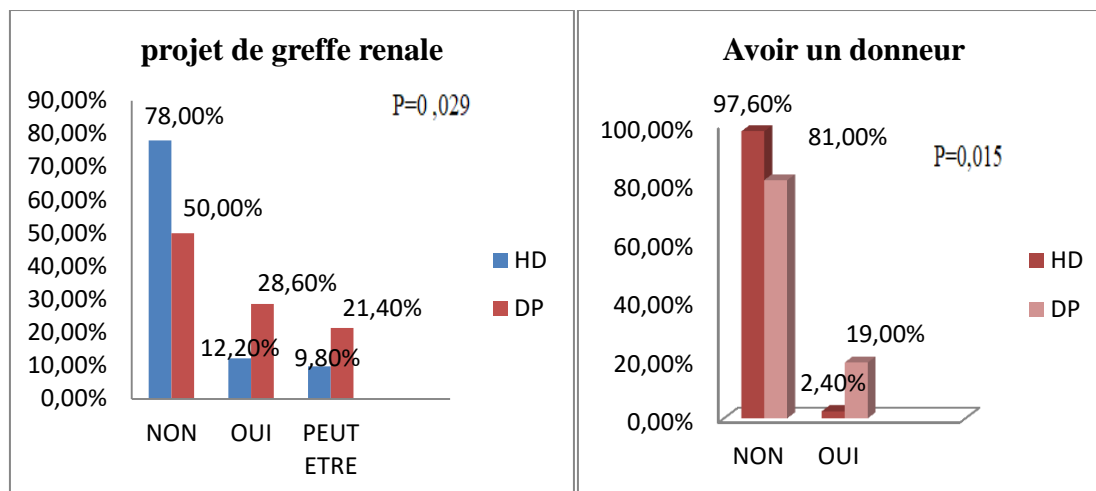 projet de greffe renale
P=0 ,029
90,00%
80,00%
70,00%
60,00%
50,00%
40,00%
30,00%
20,00%
10,00%
0,00%
78,00%
50,00%
12,20%
28,60%
9,80%
21,40%
NON
OUI
PEUT
ETRE
HD
DP
Avoir un donneur
P=0,015
100,00%
80,00%
60,00%
40,00%
20,00%
0,00%
97,60%
81,00%
2,40%
19,00%
NON
OUI
HD
DP